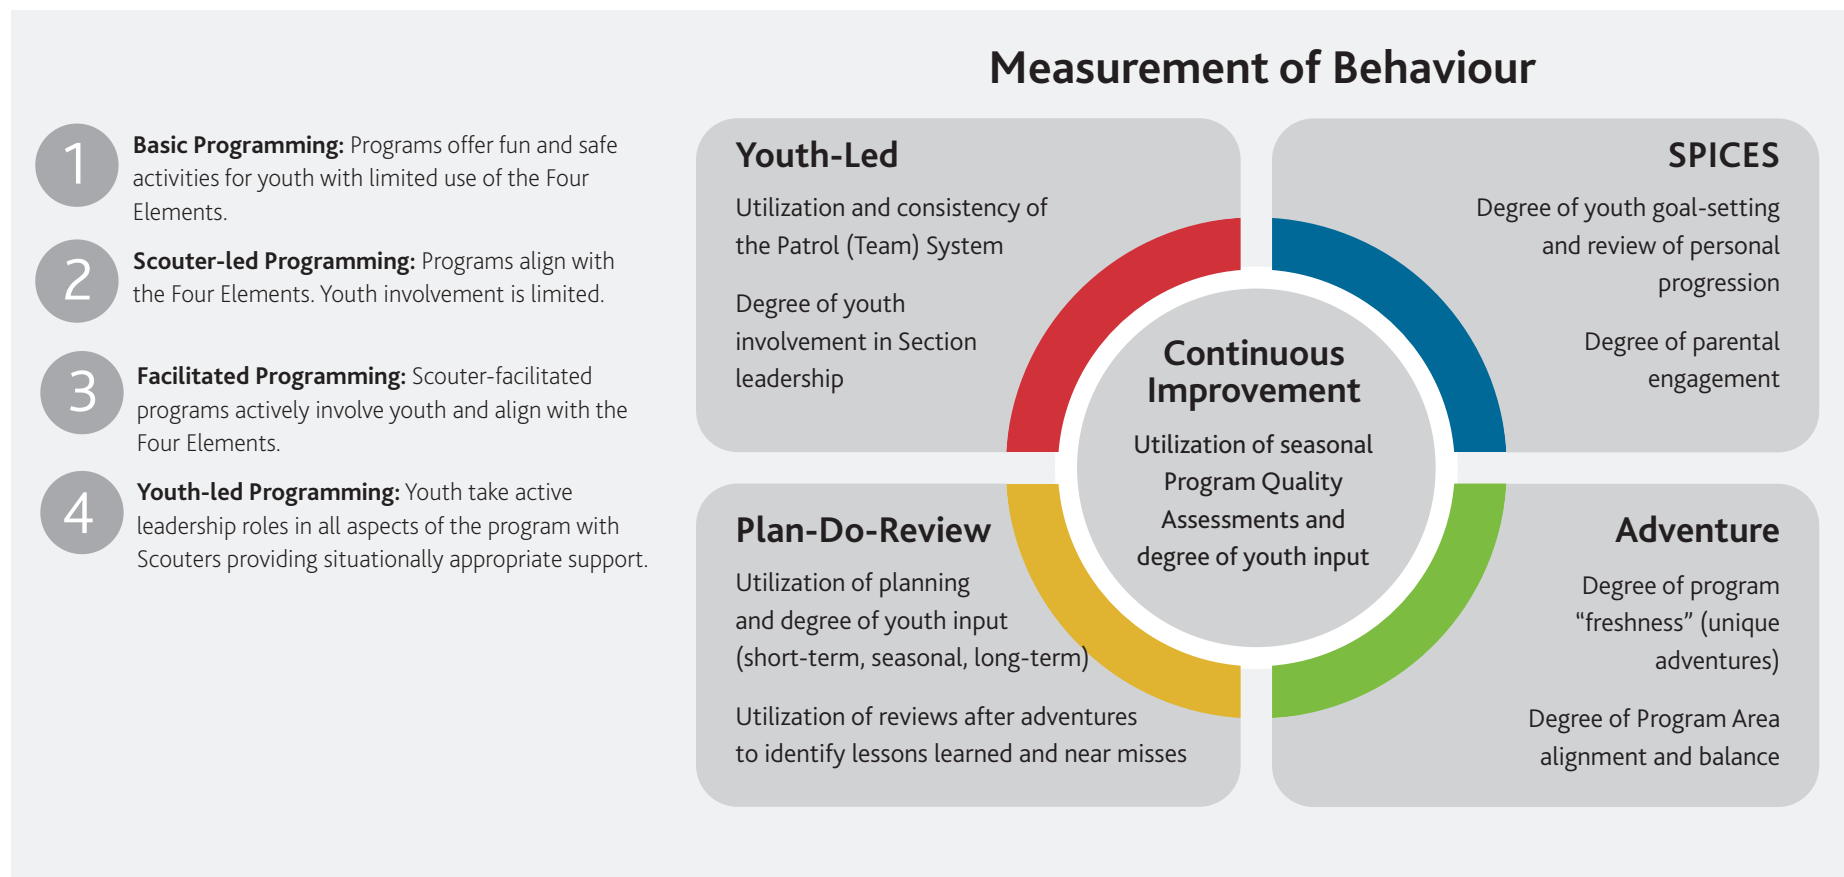 Measurement of Behaviour
1
Basic Programming: Programs offer fun and safe
activities for youth with limited use of the Four
Elements.
2
Scouter-led Programming: Programs align with
the Four Elements. Youth involvement is limited.
3
Facilitated Programming: Scouter-facilitated
programs actively involve youth and align with the
Four Elements.
4
Youth-led Programming: Youth take active
leadership roles in all aspects of the program with
Scouters providing situationally appropriate support.
Youth-Led
Utilization and consistency of
the Patrol (Team) System
Degree of youth
involvement in Section
leadership
SPICES
Degree of youth goal-setting
and review of personal
progression
Degree of parental
engagement
Continuous
Improvement
Utilization of seasonal
Program Quality
Assessments and
degree of youth input
Plan-Do-Review
Utilization of planning
and degree of youth input
(short-term, seasonal, long-term)
Utilization of reviews after adventures
to identify lessons learned and near misses
Adventure
Degree of program
“freshness” (unique
adventures)
Degree of Program Area
alignment and balance